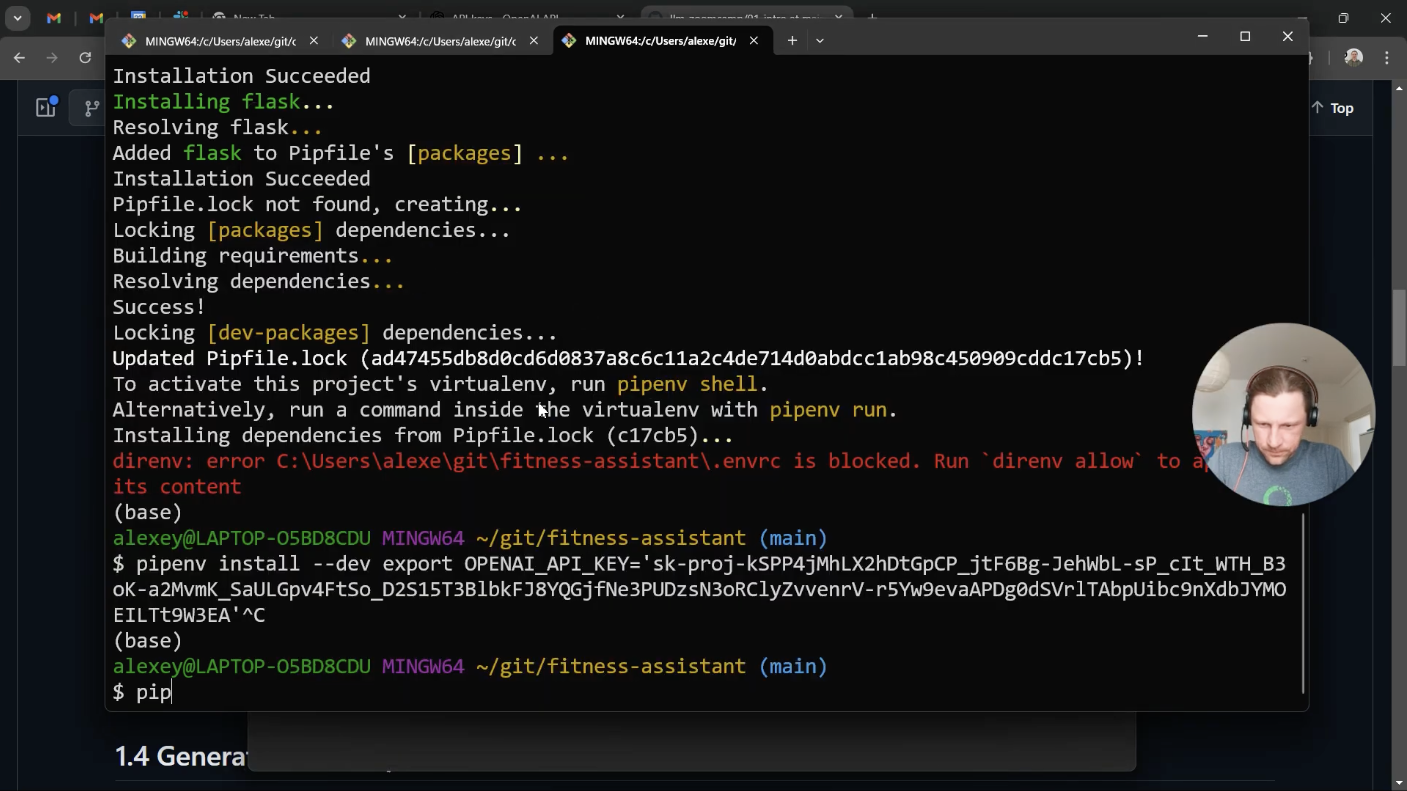 New Tab
MINGW64:/c/Users/alexe/git/c
MINGW64:/c/Users/alexe/git/c
MINGW64:/c/Users/alexe/git/
Top
Installation Succeeded
Installing flask...
Resolving flask...
Added flask to Pipfile's [packages] ...
Installation Succeeded
Pipfile.lock not found, creating...
Locking [packages] dependencies...
Building requirements...
Resolving dependencies...
Success!
Locking [dev-packages] dependencies...
Updated Pipfile.lock (ad47455db8d0cd6d0837a8c6c11a2c4de714d0abdcc1ab98c450909cddc17cb5)!
To activate this project's virtualenv, run pipenv shell.
Alternatively, run a command inside the virtualenv with pipenv run.
Installing dependencies from Pipfile.lock (c17cb5)...
direnv: error C:\Users\alexe\git\fitness-assistant\.envrc is blocked. Run `direnv allow` to
its content
(base)
alexey@LAPTOP-O5BD8CDU MINGW64 ~/git/fitness-assistant (main)
$ pipenv install --dev export OPENAI_API_KEY='sk-proj-kSPP4jMhLX2hDtGpCP_jtF6Bg-JehWbL-sP_cIt_WTH_B3
oK-a2MvmK_SaULGpv4FtSo_D2S15T3BlbkFJ8YQGjfNe3PUDzsN3oRClyZvvenrV-r5Yw9evaAPDg0dSVrlTAbpUibc9nXdbJYMO
EILTt9W3EA'^C
(base)
alexey@LAPTOP-O5BD8CDU MINGW64 ~/git/fitness-assistant (main)
$ pip
1.4 Genera